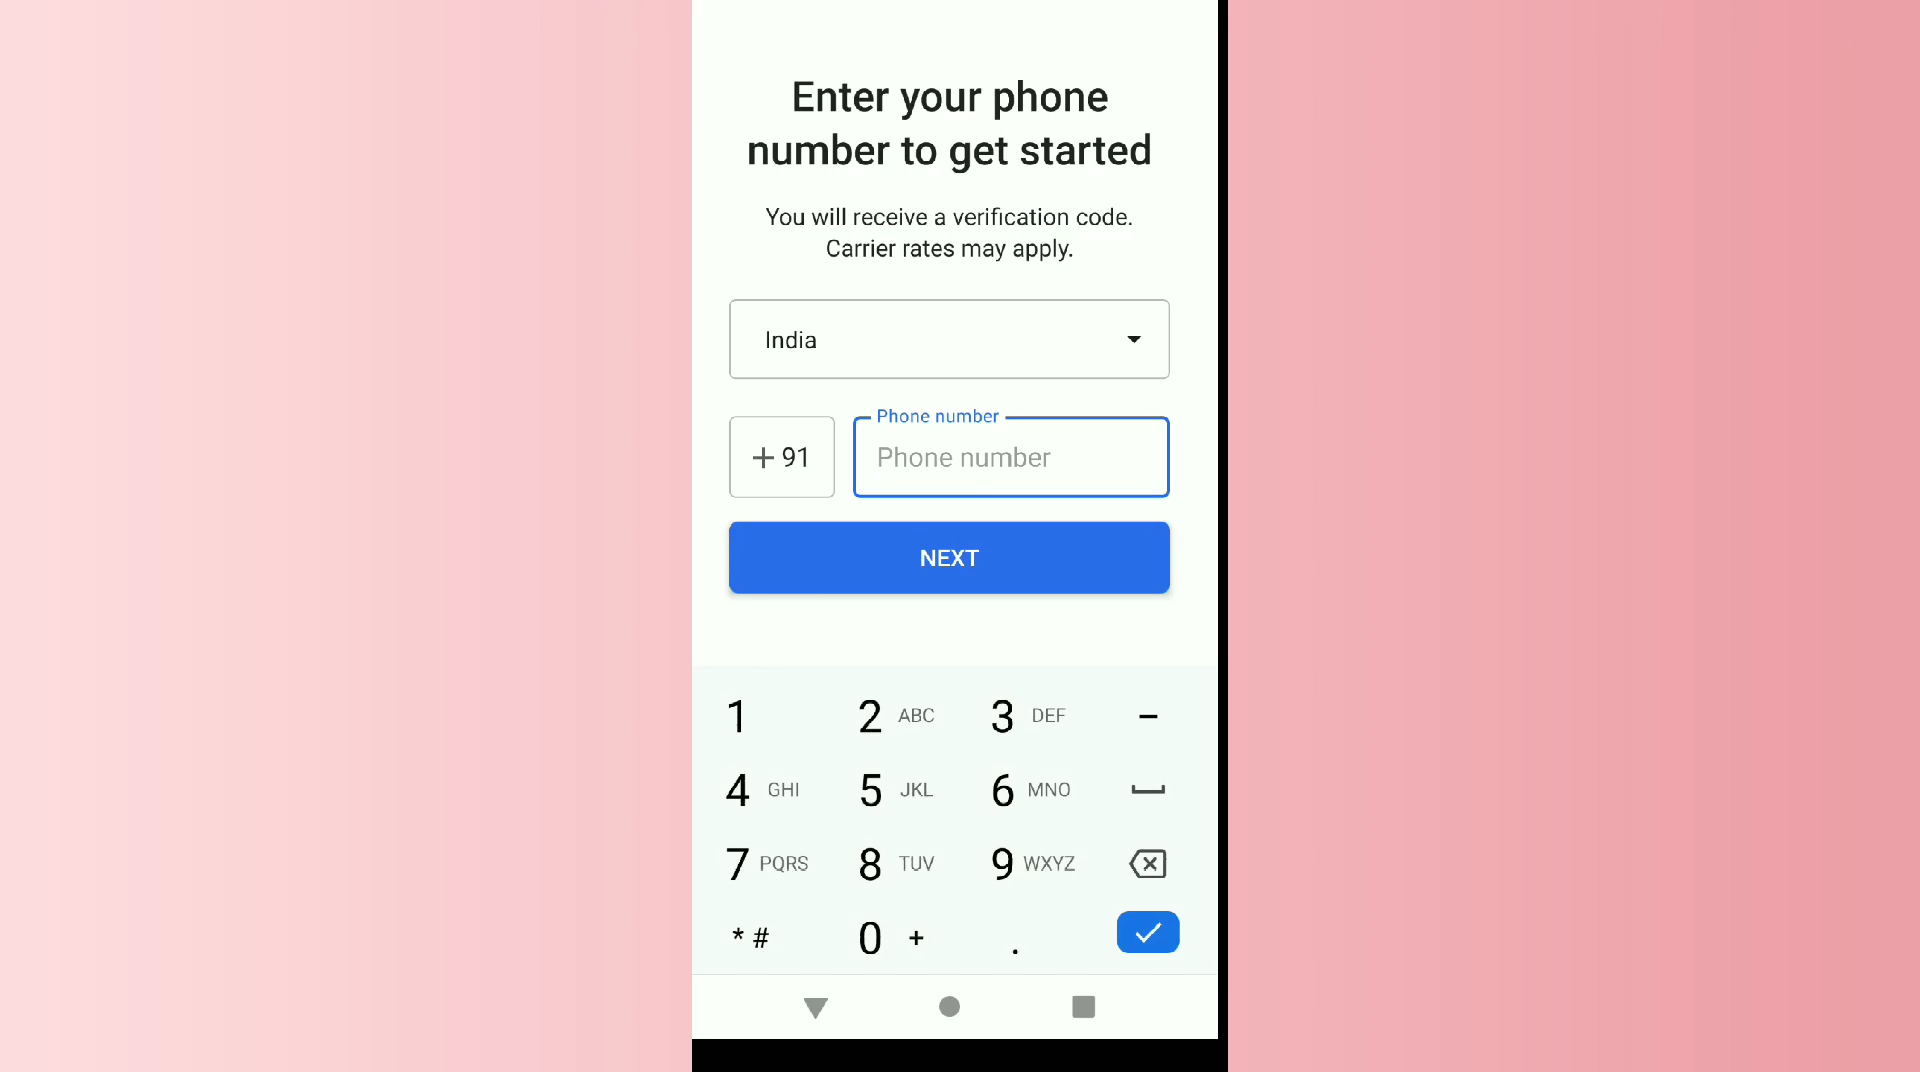 Enter your phone
number to get started
You will receive a verification code.
Carrier rates may apply.
India
Phone number
+ 91 Phone number
NEXT
1 2 ABC 3 DEF -
4 GHI 5 JKL 6 MNO
7 PQRS 8 TUV 9 WXYZ
* # 0 + .